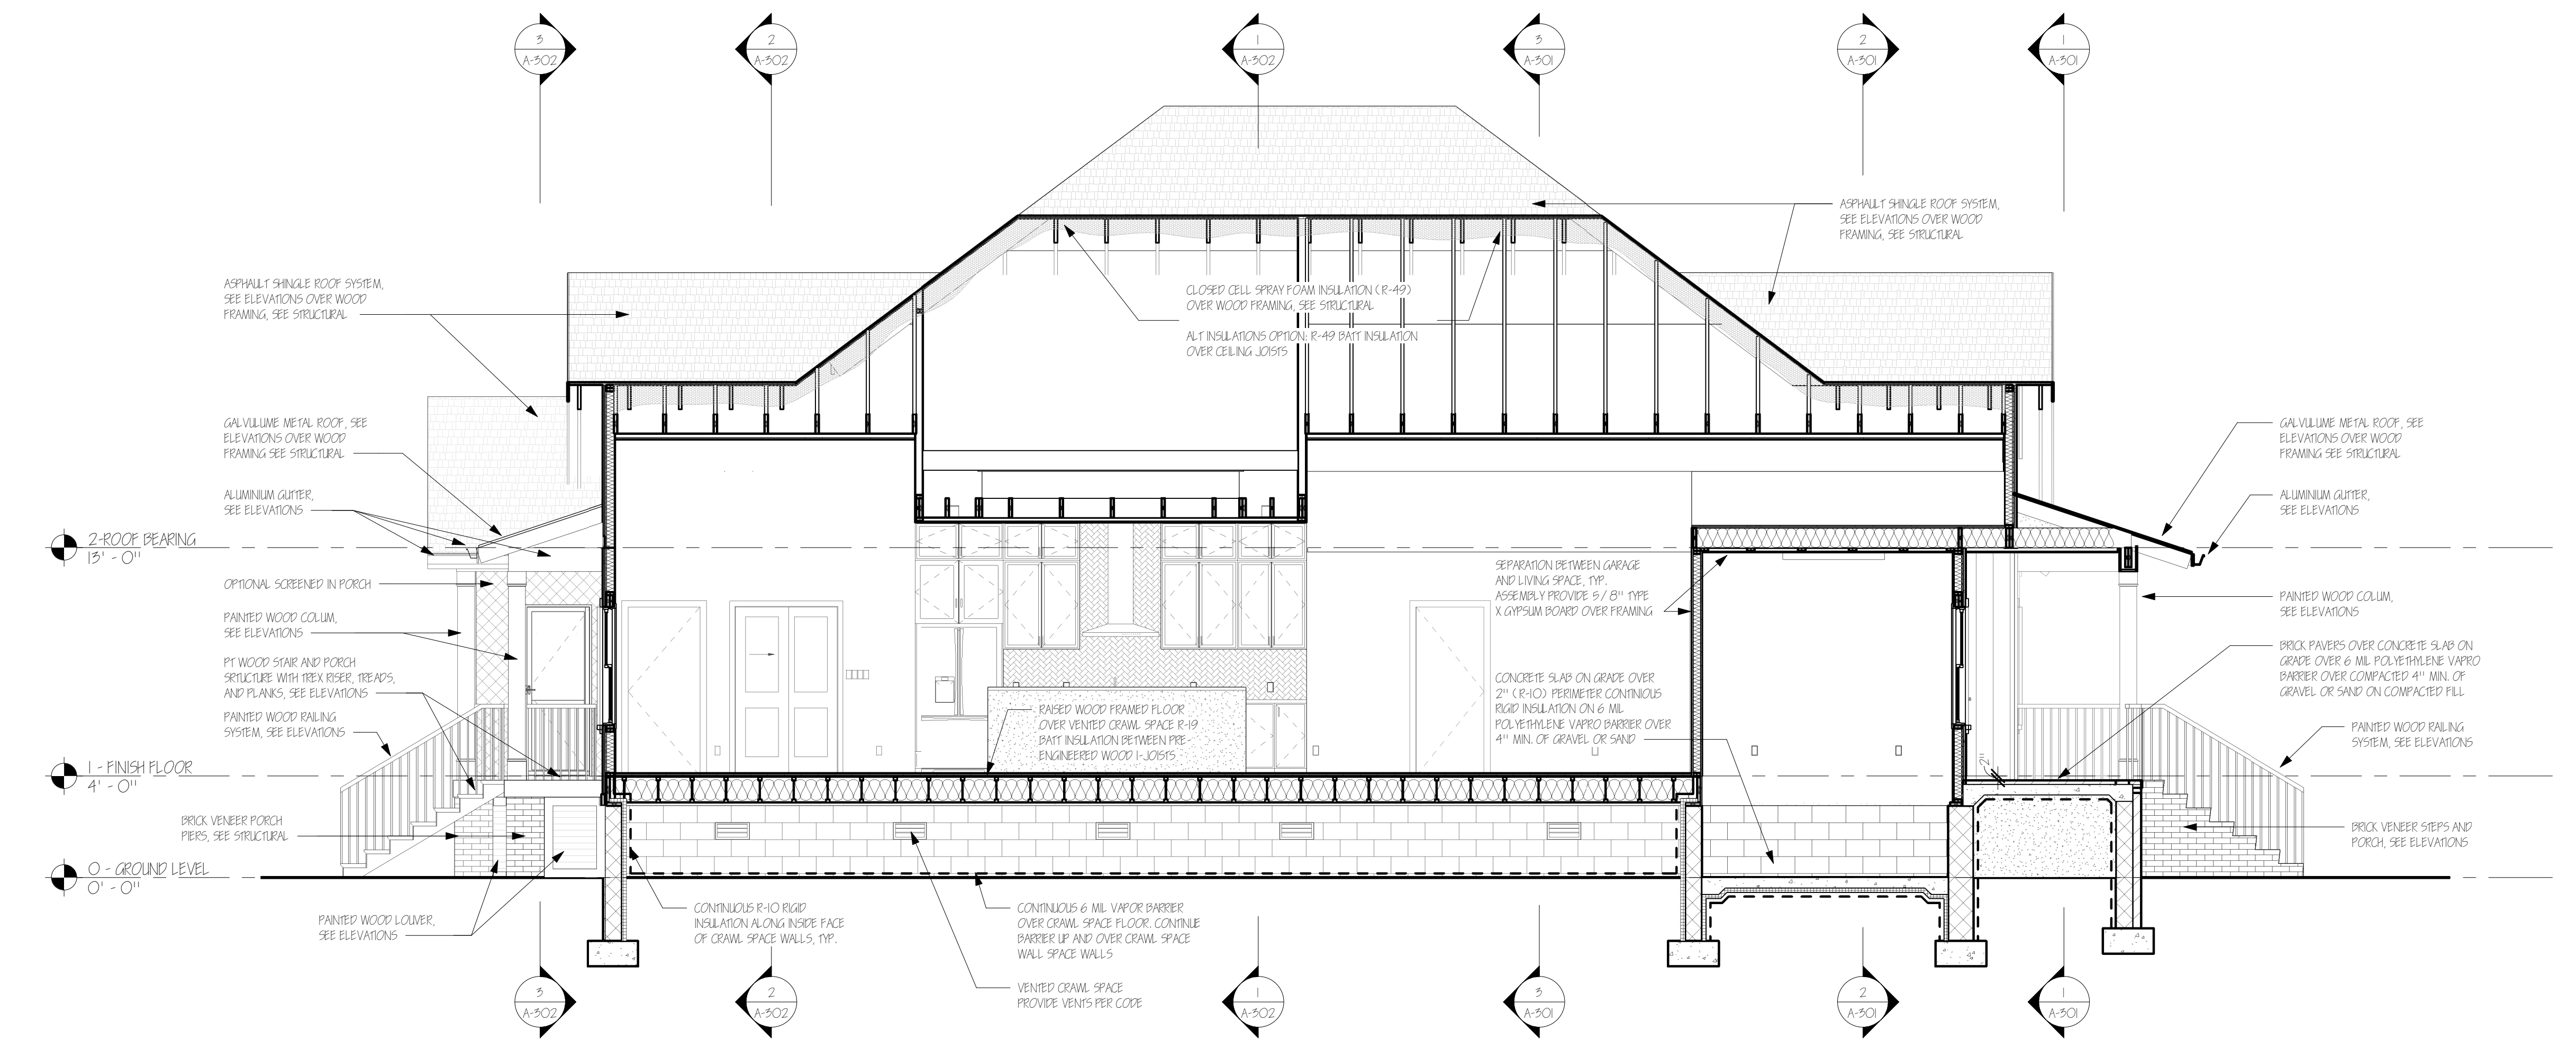 3
A-302
2
A-302
1
A-302
3
A-301
2
A-301
1
A-301
ASPHAULT SHINGLE ROOF SYSTEM,
SEE ELEVATIONS OVER WOOD
FRAMING, SEE STRUCTURAL
GALVULUME METAL ROOF, SEE
ELEVATIONS OVER WOOD
FRAMING SEE STRUCTURAL
ALUMINIUM GUTTER,
SEE ELEVATIONS
2-ROOF BEARING
13' - 0"
OPTIONAL SCREENED IN PORCH
PAINTED WOOD COLUM,
SEE ELEVATIONS
PT WOOD STAIR AND PORCH
SRTUCTURE WITH TREX RISER, TREADS,
AND PLANKS, SEE ELEVATIONS
PAINTED WOOD RAILING
SYSTEM, SEE ELEVATIONS
1 - FINISH FLOOR
4' - 0"
BRICK VENEER PORCH
PIERS, SEE STRUCTURAL
0 - GROUND LEVEL
0' - 0"
PAINTED WOOD LOUVER,
SEE ELEVATIONS
CLOSED CELL SPRAY FOAM INSULATION ( R-49)
OVER WOOD FRAMING, SEE STRUCTURAL
ALT INSULATIONS OPTION: R-49 BATT INSULATION
OVER CEILING JOISTS
SEPARATION BETWEEN GARAGE
AND LIVING SPACE, TYP.
ASSEMBLY PROVIDE 5 / 8" TYPE
X GYPSUM BOARD OVER FRAMING
CONCRETE SLAB ON GRADE OVER
2" ( R-10) PERIMETER CONTINIOUS
RIGID INSULATION ON 6 MIL
POLYETHYLENE VAPRO BARRIER OVER
4" MIN. OF GRAVEL OR SAND
RAISED WOOD FRAMED FLOOR
OVER VENTED CRAWL SPACE R-19
BATT INSULATION BETWEEN PRE-
ENGINEERED WOOD I-JOISTS
CONTINUOUS R-10 RIGID
INSULATION ALONG INSIDE FACE
OF CRAWL SPACE WALLS, TYP.
CONTINUOUS 6 MIL VAPOR BARRIER
OVER CRAWL SPACE FLOOR. CONTINUE
BARRIER UP AND OVER CRAWL SPACE
WALL SPACE WALLS
VENTED CRAWL SPACE
PROVIDE VENTS PER CODE
ASPHAULT SHINGLE ROOF SYSTEM,
SEE ELEVATIONS OVER WOOD
FRAMING, SEE STRUCTURAL
GALVULUME METAL ROOF, SEE
ELEVATIONS OVER WOOD
FRAMING SEE STRUCTURAL
ALUMINIUM GUTTER,
SEE ELEVATIONS
PAINTED WOOD COLUM,
SEE ELEVATIONS
BRICK PAVERS OVER CONCRETE SLAB ON
GRADE OVER 6 MIL POLYETHYLENE VAPRO
BARRIER OVER COMPACTED 4" MIN. OF
GRAVEL OR SAND ON COMPACTED FILL
PAINTED WOOD RAILING
SYSTEM, SEE ELEVATIONS
2"
BRICK VENEER STEPS AND
PORCH, SEE ELEVATIONS
3
A-302
2
A-302
1
A-302
3
A-301
2
A-301
1
A-301